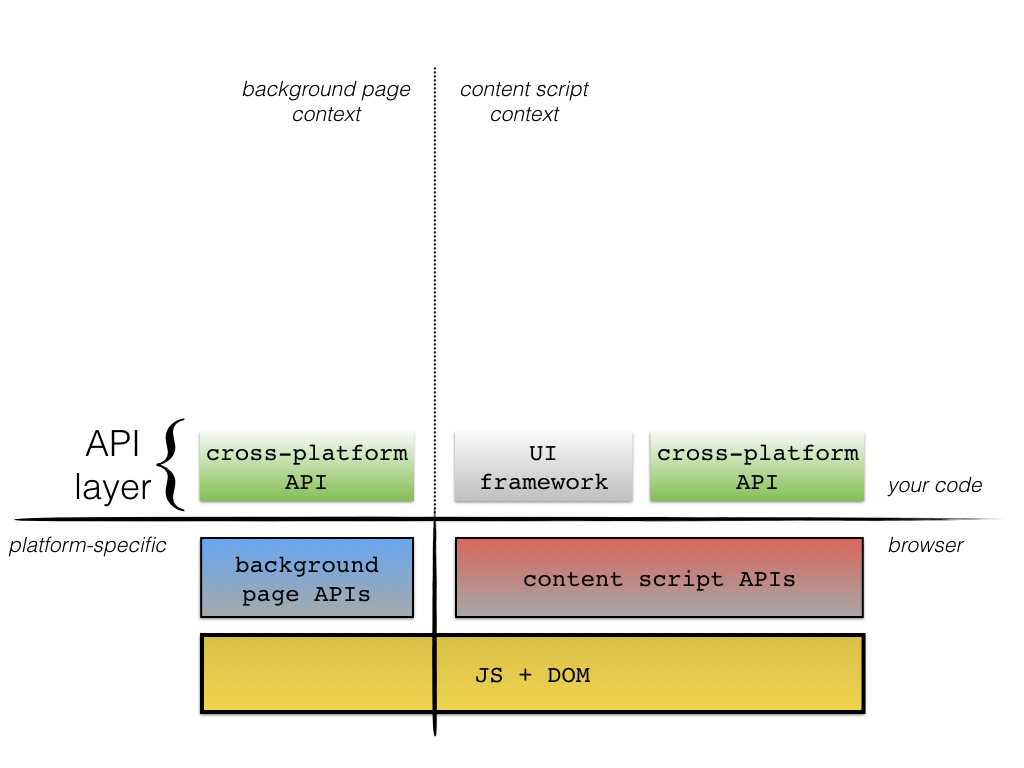 background page
context
content script
context
API
layer
cross-platform
API
UI
framework
cross-platform
API
your code
platform-specific
browser
background
page APIs
content script APIs
JS + DOM